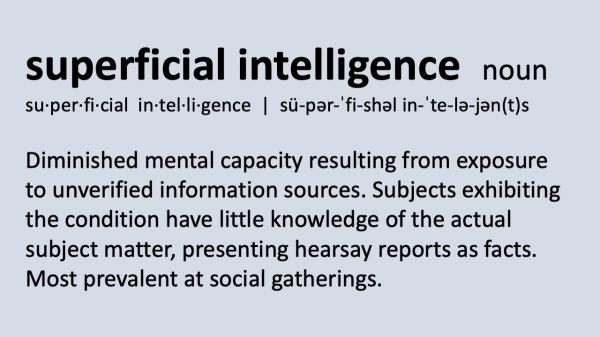 superficial intelligence noun
su·per·fi·cial in·tel·li·gence | sü-pər-ˈfi-shəl in-ˈte-lə-jən(t)s
Diminished mental capacity resulting from exposure
to unverified information sources. Subjects exhibiting
the condition have little knowledge of the actual
subject matter, presenting hearsay reports as facts.
Most prevalent at social gatherings.